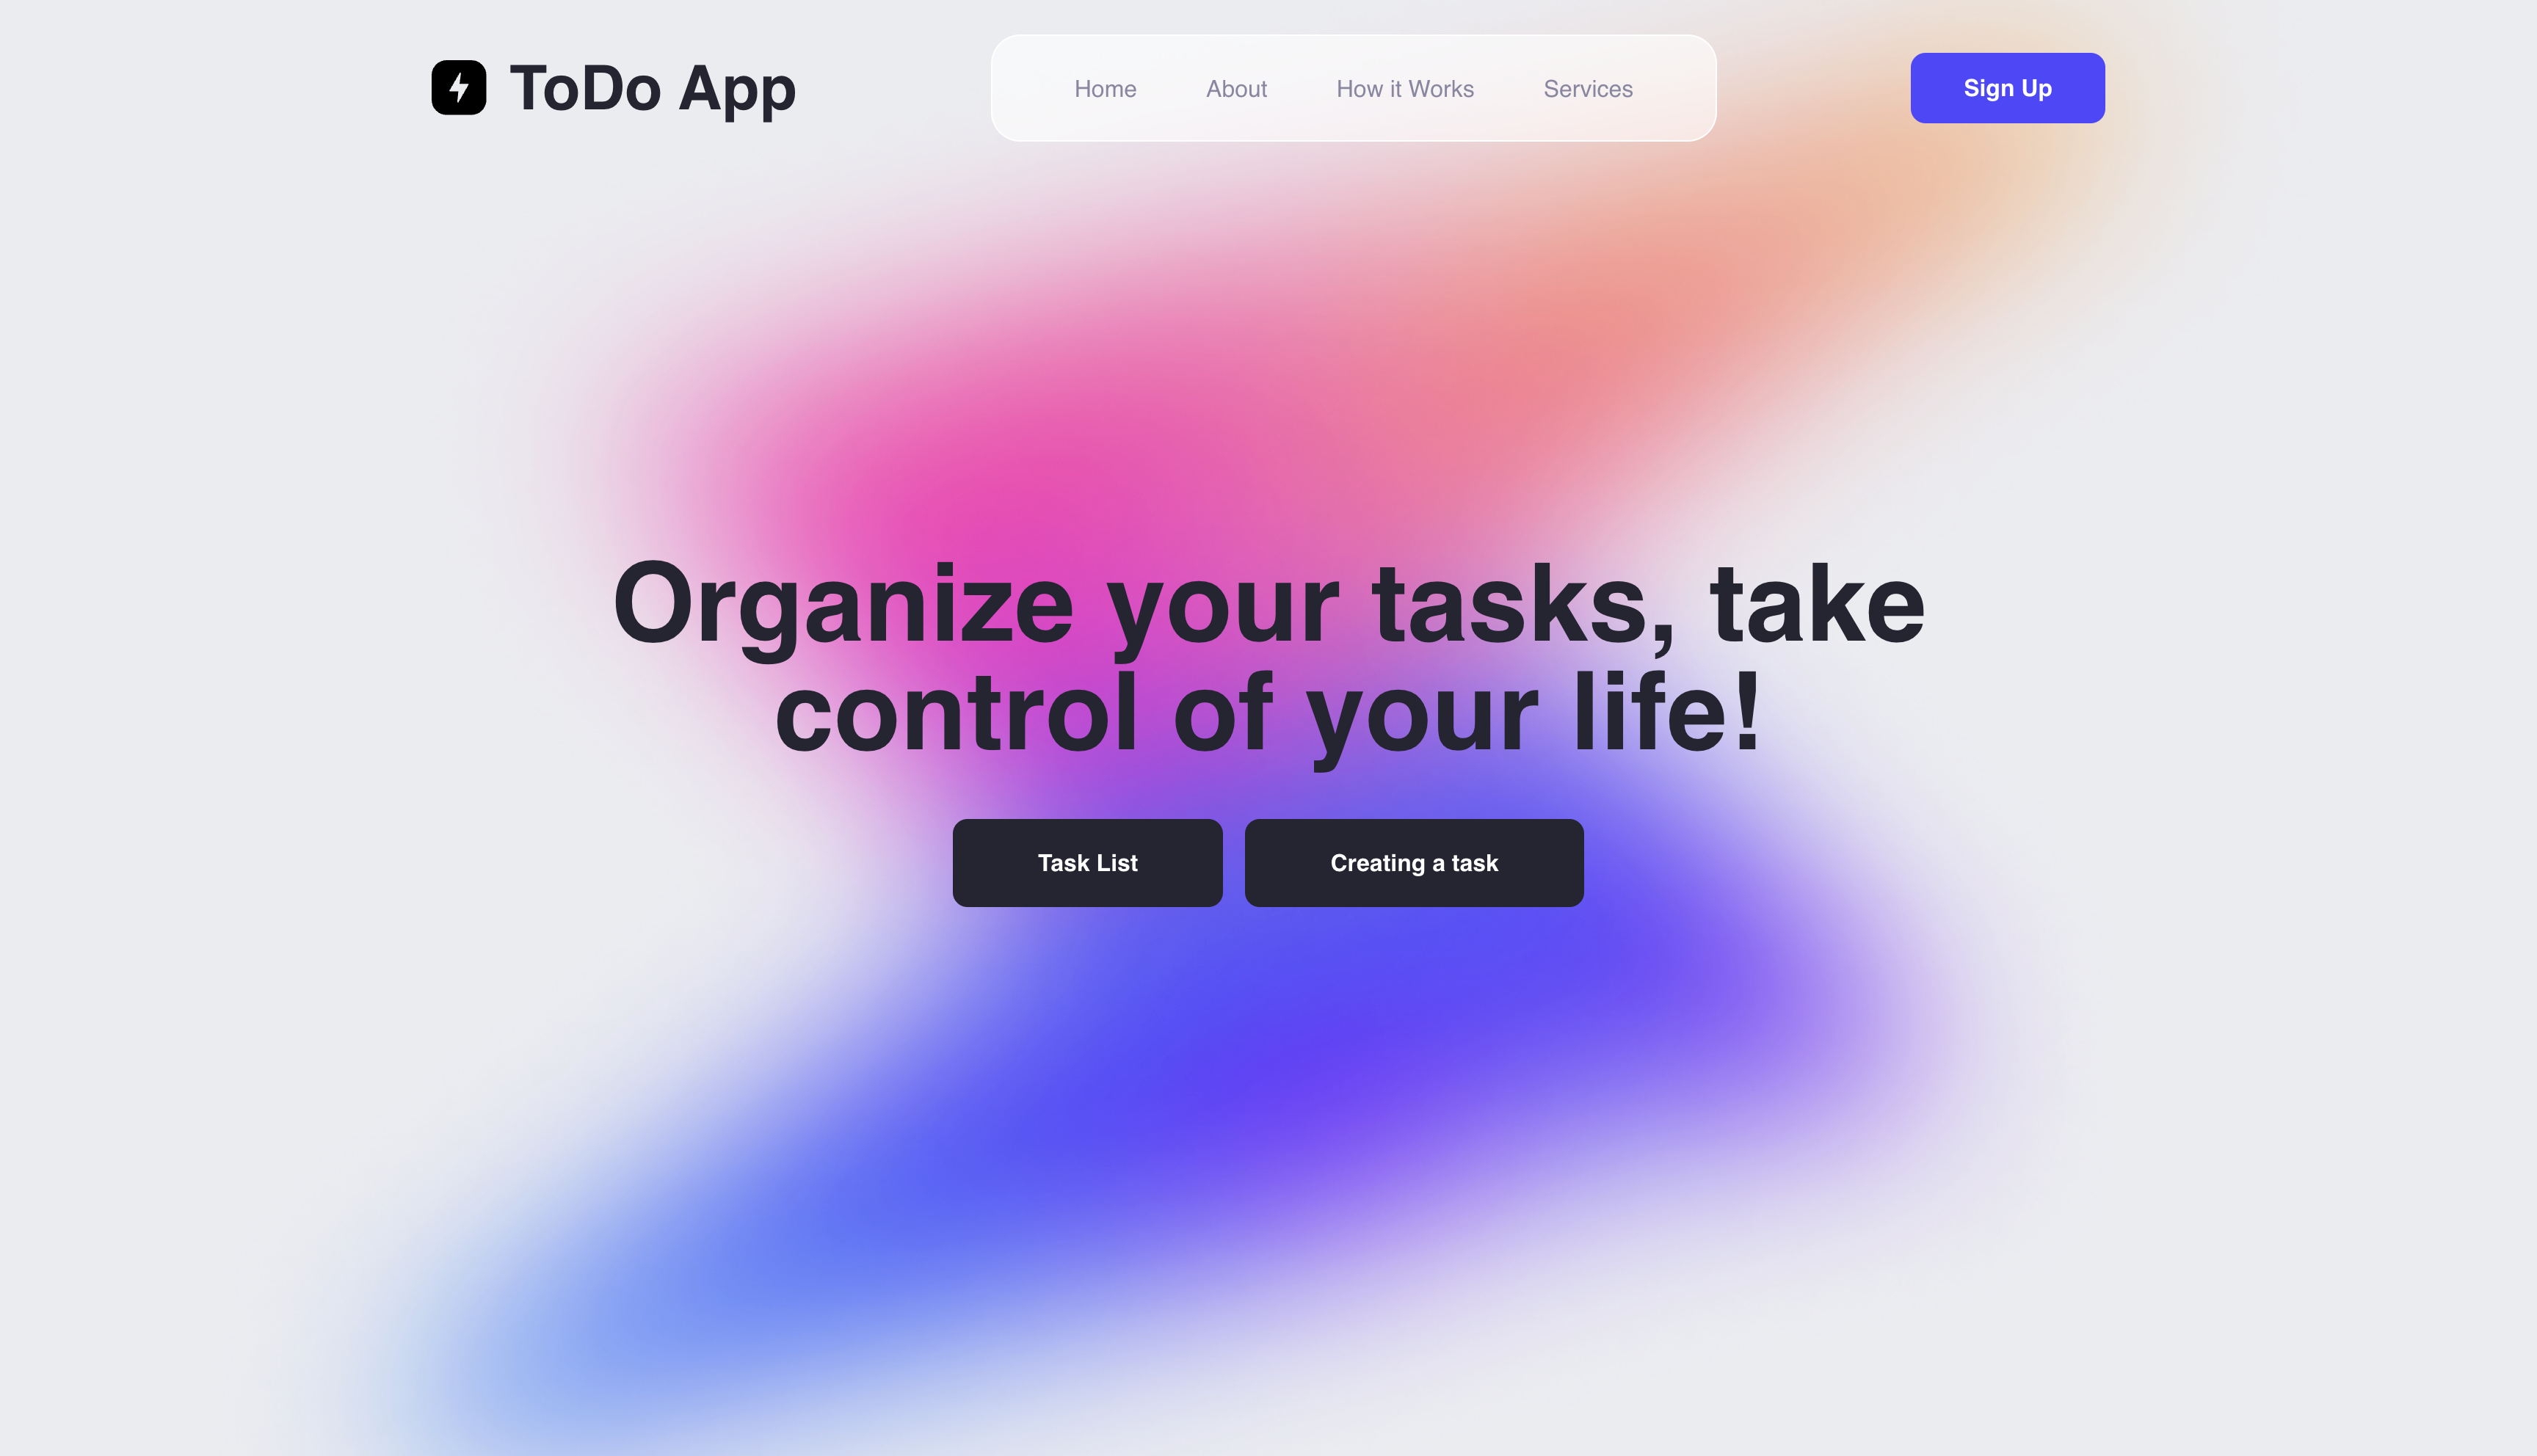 ToDo App
Home About How it Works Services
Sign Up
Organize your tasks, take
control of your life!
Task List
Creating a task